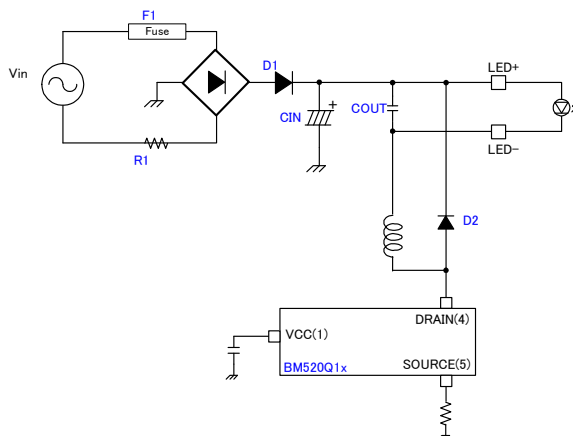 F1
Fuse
Vin
R1
D1
CIN
+
COUT
LED+
LED−
D2
DRAIN(4)
VCC(1)
SOURCE(5)
BM520Q1x